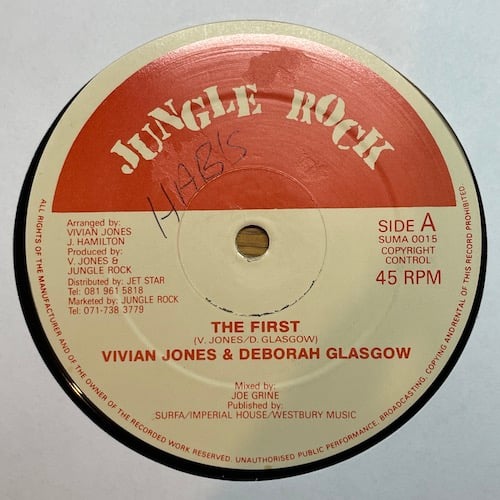 JUNGLE ROCK
HABIS
Arranged by:
VIVIAN JONES
J. HAMILTON
Produced by:
V. JONES &
JUNGLE ROCK
Distributed by: JET STAR
Tel: 081 961 5818
Marketed by: JUNGLE ROCK
Tel: 071-738 3779
SIDE A
SUMA 0015
COPYRIGHT
CONTROL
45 RPM
THE FIRST
(V. JONES/D. GLASGOW)
VIVIAN JONES & DEBORAH GLASGOW
Mixed by:
JOE GRINE
Published by:
SURFA/IMPERIAL HOUSE/WESTBURY MUSIC
ALL RIGHTS OF THE MANUFACTURER AND OF THE OWNER OF THE RECORDED WORK RESERVED. UNAUTHORISED PUBLIC PERFORMANCE, BROADCASTING, COPYING AND RENTAL OF THIS RECORD PROHIBITED.